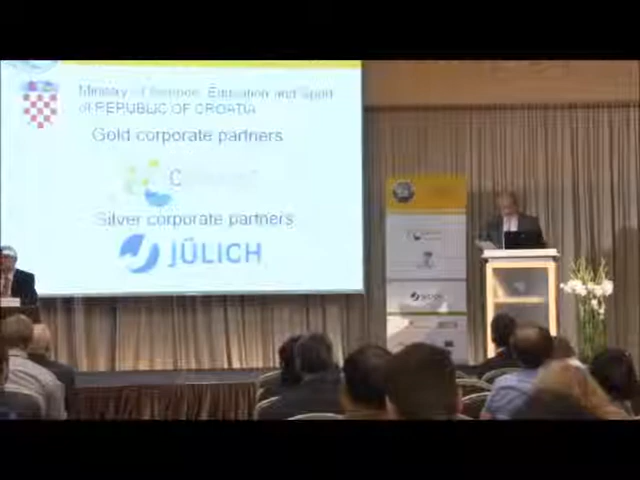 Ministry of Science, Education and Sport
of REPUBLIC OF CROATIA
Gold corporate partners
Silver corporate partners
JÜLICH